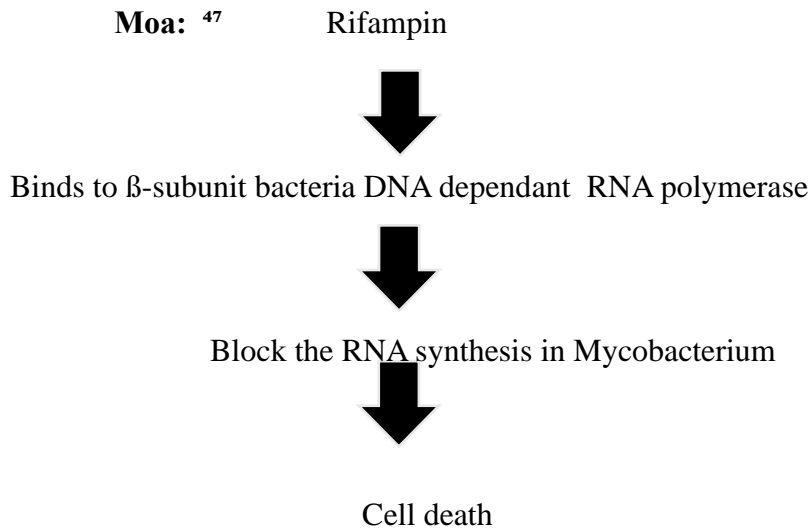 Moa: ⁴⁷ Rifampin
Binds to ß-subunit bacteria DNA dependant RNA polymerase
Block the RNA synthesis in Mycobacterium
Cell death